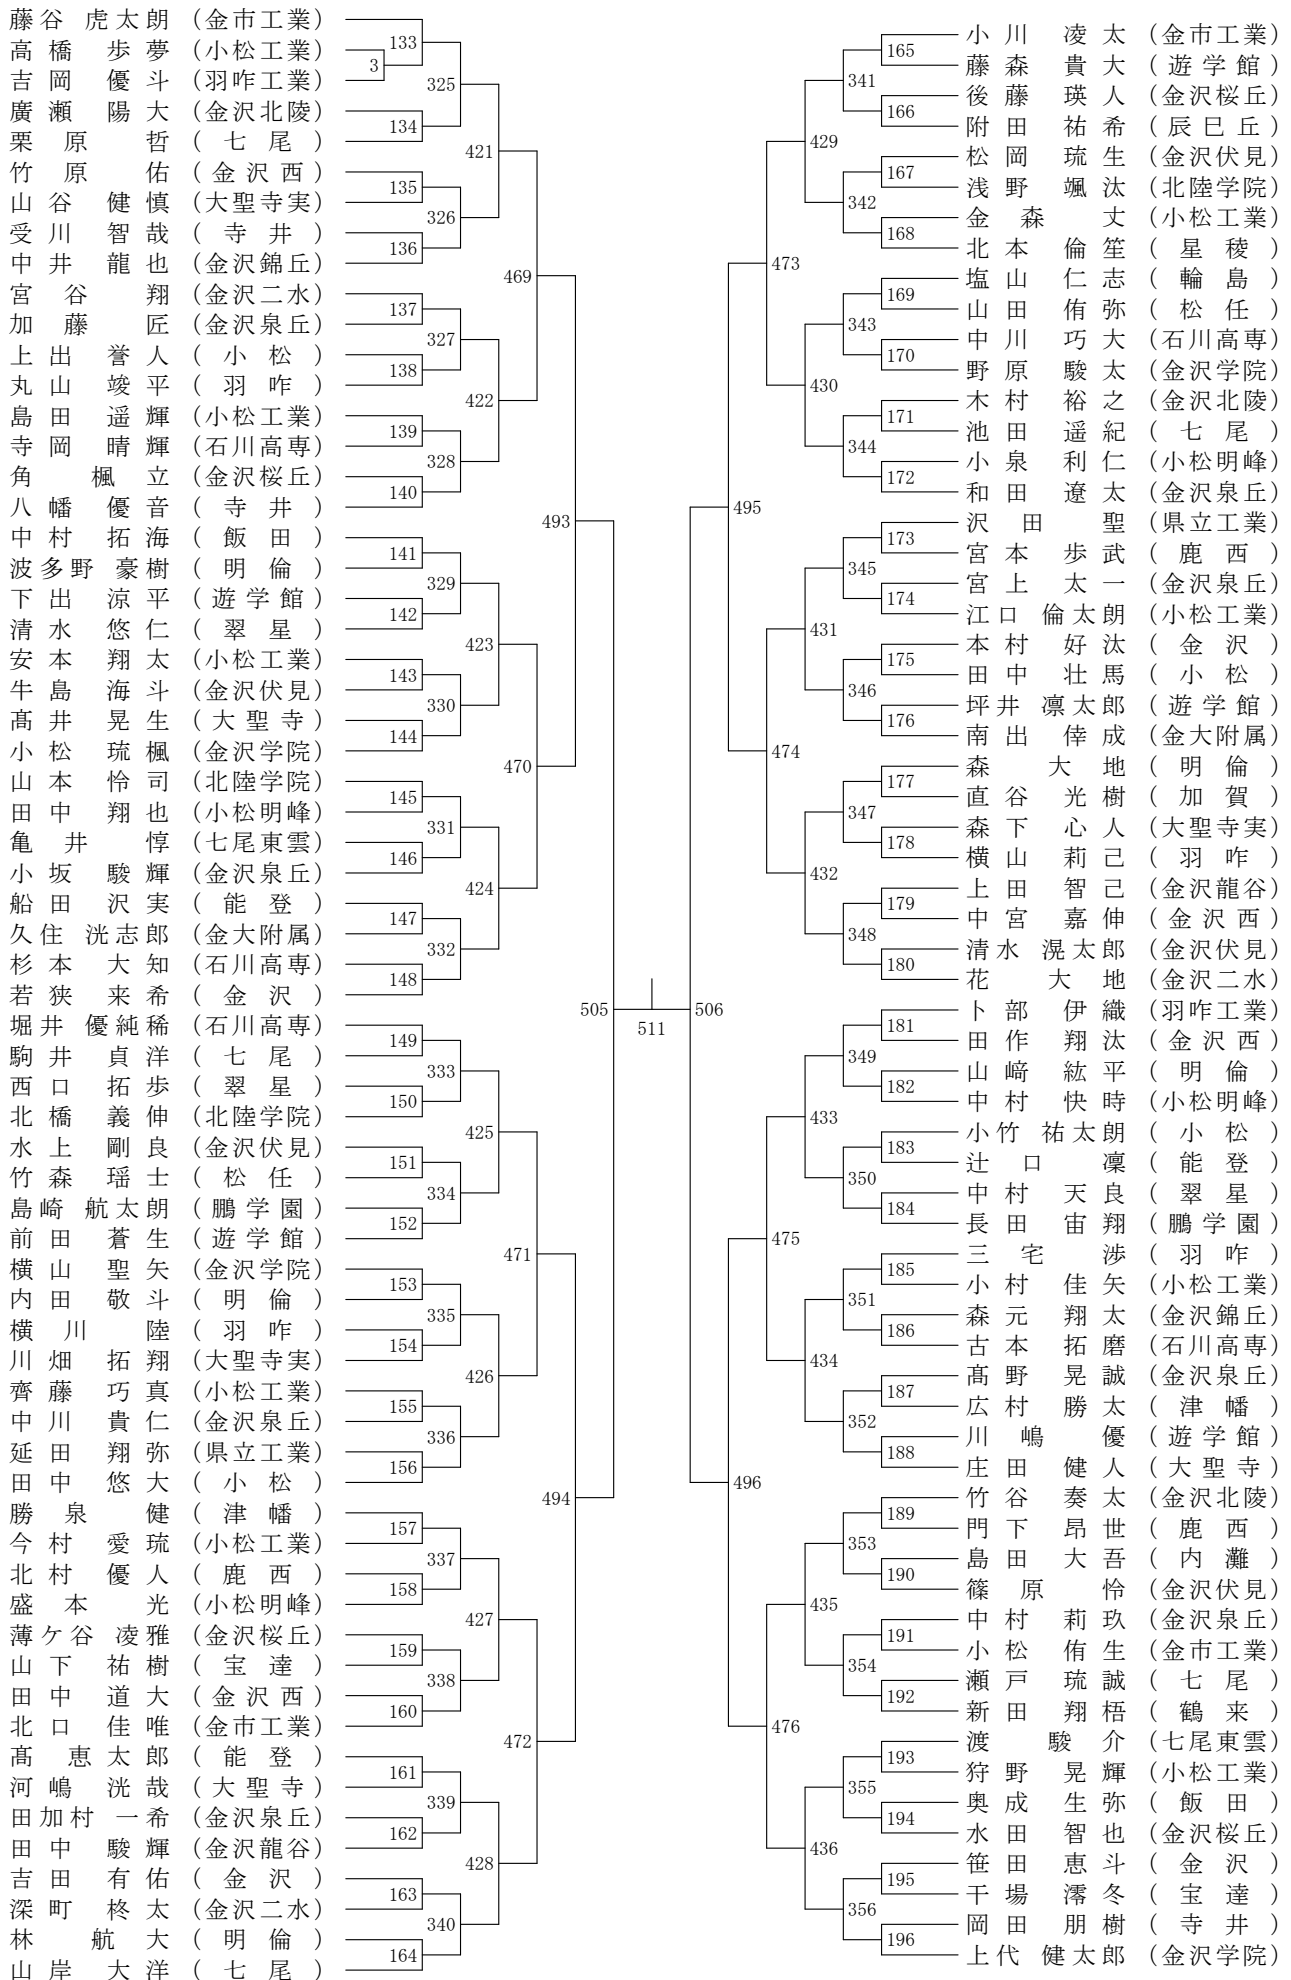 藤谷 虎太朗 (金市工業)
高橋 歩夢 (小松工業)
吉岡 優斗 (羽咋工業)
廣瀬 陽大 (金沢北陵)
栗原 哲 (七尾)
竹原 佑 (金沢西)
山谷 健慎 (大聖寺実)
受川 智哉 (寺井)
中井 龍也 (金沢錦丘)
宮谷 翔 (金沢二水)
加藤 匠 (金沢泉丘)
上出 誉人 (小松)
丸山 竣平 (羽咋)
島田 遥輝 (小松工業)
寺岡 晴輝 (石川高専)
角 楓立 (金沢桜丘)
八幡 優音 (寺井)
中村 拓海 (飯田)
波多野 豪樹 (明倫)
下出 涼平 (遊学館)
清水 悠仁 (翠星)
安本 翔太 (小松工業)
牛島 海斗 (金沢伏見)
髙井 晃生 (大聖寺)
小松 琉楓 (金沢学院)
山本 怜司 (北陸学院)
田中 翔也 (小松明峰)
亀井 惇 (七尾東雲)
小坂 駿輝 (金沢泉丘)
船田 沢実 (能登)
久住 洸志郎 (金大附属)
杉本 大知 (石川高専)
若狭 来希 (金沢)
堀井 優純稀 (石川高専)
駒井 貞洋 (七尾)
西口 拓歩 (翠星)
北橋 義伸 (北陸学院)
水上 剛良 (金沢伏見)
竹森 瑶士 (松任)
島崎 航太朗 (鵬学園)
前田 蒼生 (遊学館)
横山 聖矢 (金沢学院)
内田 敬斗 (明倫)
横川 陸 (羽咋)
川畑 拓翔 (大聖寺実)
齊藤 巧真 (小松工業)
中川 貴仁 (金沢泉丘)
延田 翔弥 (県立工業)
田中 悠大 (小松)
勝泉 健 (津幡)
今村 愛琉 (小松工業)
北村 優人 (鹿西)
盛本 光 (小松明峰)
薄ケ谷 凌雅 (金沢桜丘)
山下 祐樹 (宝達)
田中 道大 (金沢西)
北口 佳唯 (金市工業)
髙 恵太郎 (能登)
河嶋 洸哉 (大聖寺)
田加村 一希 (金沢泉丘)
田中 駿輝 (金沢龍谷)
吉田 有佑 (金沢)
深町 柊太 (金沢二水)
林 航大 (明倫)
山岸 大洋 (七尾)
3
133
134
135
136
137
138
139
140
141
142
143
144
145
146
147
148
149
150
151
152
153
154
155
156
157
158
159
160
161
162
163
164
325
326
327
328
329
330
331
332
333
334
335
336
337
338
339
340
421
422
423
424
425
426
427
428
469
470
471
472
493
494
505
511
506
495
496
473
474
475
476
429
430
431
432
433
434
435
436
341
342
343
344
345
346
347
348
349
350
351
352
353
354
355
356
165
166
167
168
169
170
171
172
173
174
175
176
177
178
179
180
181
182
183
184
185
186
187
188
189
190
191
192
193
194
195
196
小川 凌太 (金市工業)
藤森 貴大 (遊学館)
後藤 瑛人 (金沢桜丘)
附田 祐希 (辰巳丘)
松岡 琉生 (金沢伏見)
浅野 颯汰 (北陸学院)
金森 丈 (小松工業)
北本 倫笙 (星稜)
塩山 仁志 (輪島)
山田 侑弥 (松任)
中川 巧大 (石川高専)
野原 駿太 (金沢学院)
木村 裕之 (金沢北陵)
池田 遥紀 (七尾)
小泉 利仁 (小松明峰)
和田 遼太 (金沢泉丘)
沢田 聖 (県立工業)
宮本 歩武 (鹿西)
宮上 太一 (金沢泉丘)
江口 倫太朗 (小松工業)
本村 好汰 (金沢)
田中 壮馬 (小松)
坪井 凛太郎 (遊学館)
南出 倖成 (金大附属)
森 大地 (明倫)
直谷 光樹 (加賀)
森下 心人 (大聖寺実)
横山 莉己 (羽咋)
上田 智己 (金沢龍谷)
中宮 嘉伸 (金沢西)
清水 滉太郎 (金沢伏見)
花 大地 (金沢二水)
卜部 伊織 (羽咋工業)
田作 翔汰 (金沢西)
山﨑 紘平 (明倫)
中村 快時 (小松明峰)
小竹 祐太朗 (小松)
辻口 凜 (能登)
中村 天良 (翠星)
長田 宙翔 (鵬学園)
三宅 渉 (羽咋)
小村 佳矢 (小松工業)
森元 翔太 (金沢錦丘)
古本 拓磨 (石川高専)
髙野 晃誠 (金沢泉丘)
広村 勝太 (津幡)
川嶋 優 (遊学館)
庄田 健人 (大聖寺)
竹谷 奏太 (金沢北陵)
門下 昂世 (鹿西)
島田 大吾 (内灘)
篠原 怜 (金沢伏見)
中村 莉玖 (金沢泉丘)
小松 侑生 (金市工業)
瀬戸 琉誠 (七尾)
新田 翔梧 (鶴来)
渡 駿介 (七尾東雲)
狩野 晃輝 (小松工業)
奥成 生弥 (飯田)
水田 智也 (金沢桜丘)
笹田 恵斗 (金沢)
干場 澪冬 (宝達)
岡田 朋樹 (寺井)
上代 健太郎 (金沢学院)